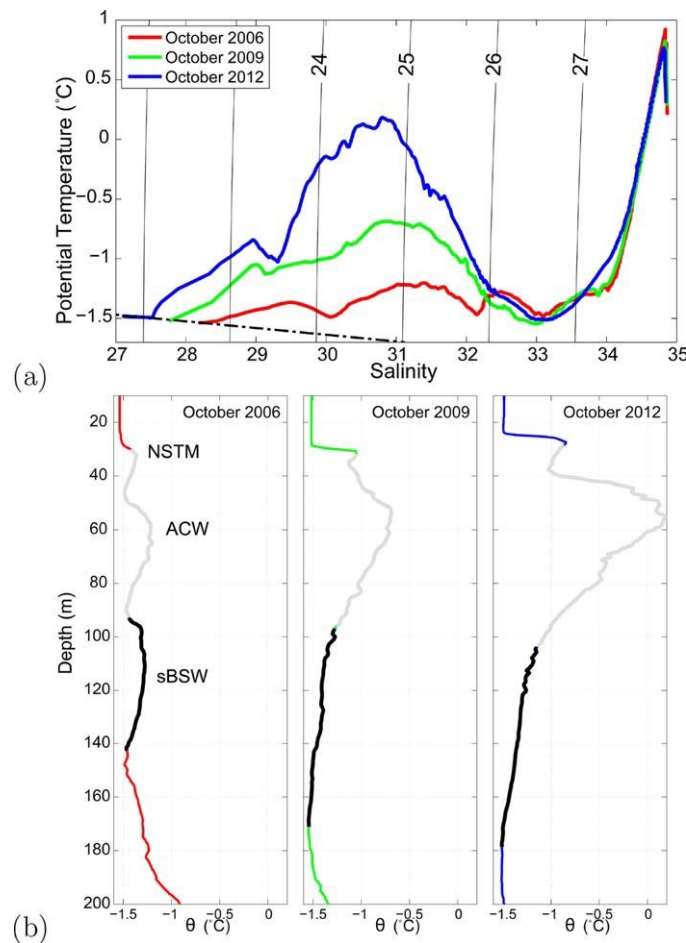 October 2006
October 2009
October 2012
24
25
26
27
Potential Temperature (°C)
1
0.5
0
−0.5
−1
−1.5
27 28 29 30 31 32 33 34 35
Salinity
(a)
October 2006
October 2009
October 2012
NSTM
ACW
sBSW
Depth (m)
20
40
60
80
100
120
140
160
180
200
−1.5 −1 −0.5 0
−1.5 −1 −0.5 0
−1.5 −1 −0.5 0
θ (°C)
θ (°C)
θ (°C)
(b)